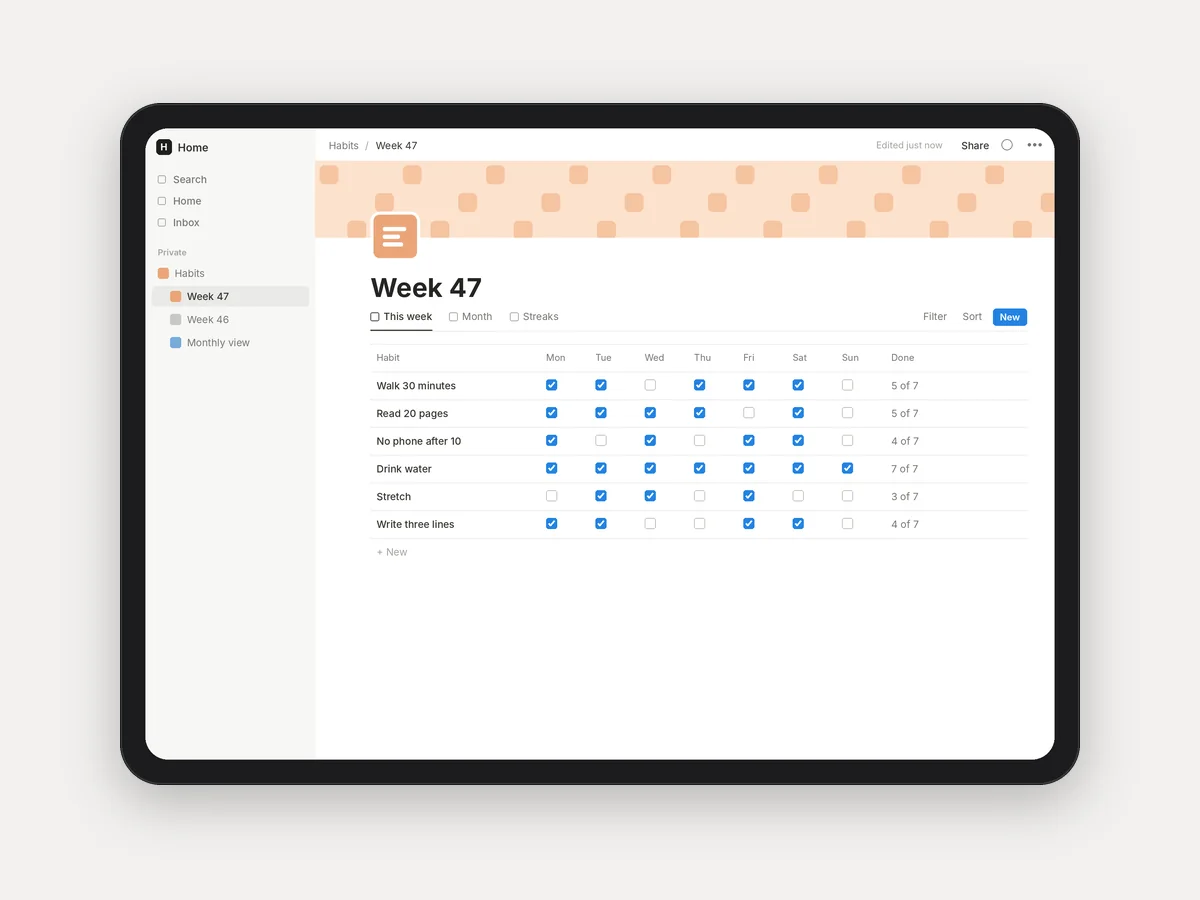 H Home
Search
Home
Inbox
Private
Habits
Week 47
Week 46
Monthly view
Habits / Week 47
Edited just now Share •••
Week 47
This week Month Streaks
Filter Sort New
Habit Mon Tue Wed Thu Fri Sat Sun Done
Walk 30 minutes 5 of 7
Read 20 pages 5 of 7
No phone after 10 4 of 7
Drink water 7 of 7
Stretch 3 of 7
Write three lines 4 of 7
+ New